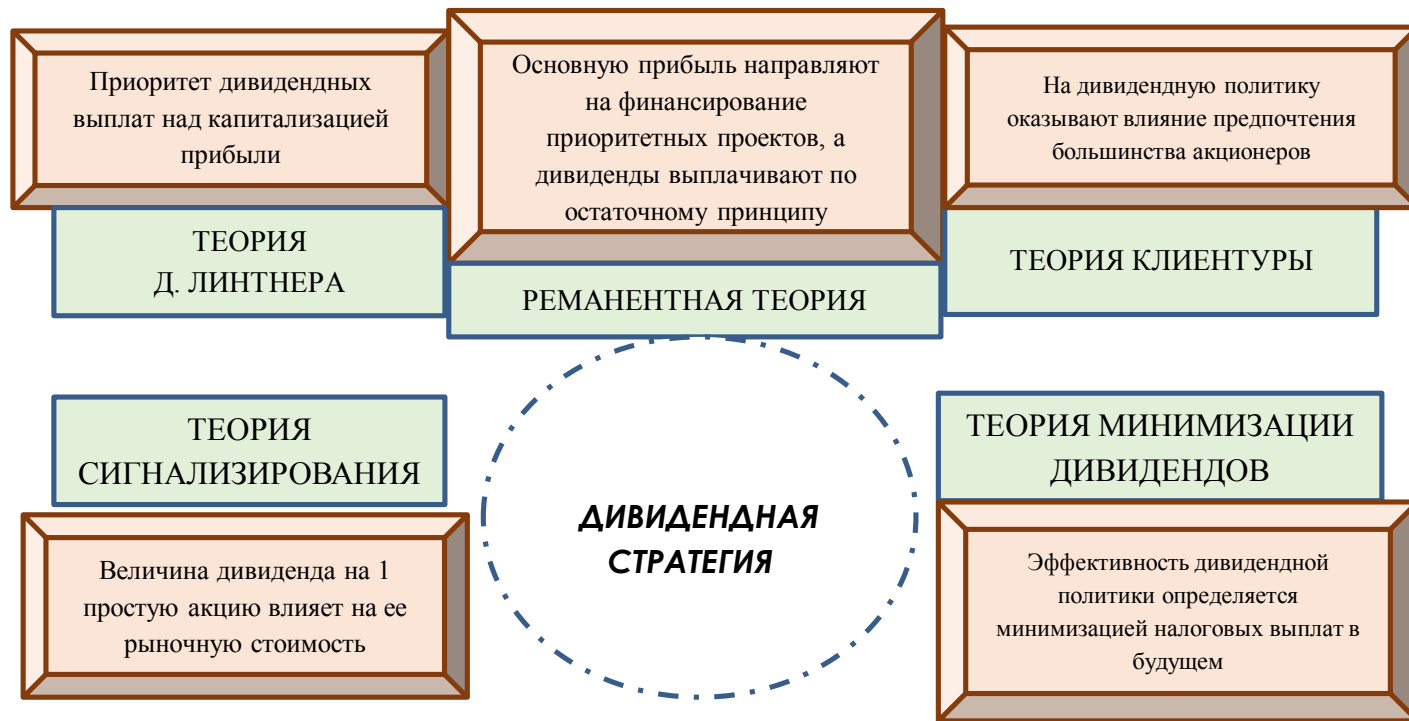 Приоритет дивидендных
выплат над капитализацией
прибыли
ТЕОРИЯ
Д. ЛИНТНЕРА
Основную прибыль направляют
на финансирование
приоритетных проектов, а
дивиденды выплачивают по
остаточному принципу
РЕМАНЕНТНАЯ ТЕОРИЯ
На дивидендную политику
оказывают влияние предпочтения
большинства акционеров
ТЕОРИЯ КЛИЕНТУРЫ
ТЕОРИЯ
СИГНАЛИЗИРОВАНИЯ
Величина дивиденда на 1
простую акцию влияет на ее
рыночную стоимость
ДИВИДЕНДНАЯ
СТРАТЕГИЯ
ТЕОРИЯ МИНИМИЗАЦИИ
ДИВИДЕНДОВ
Эффективность дивидендной
политики определяется
минимизацией налоговых выплат в
будущем